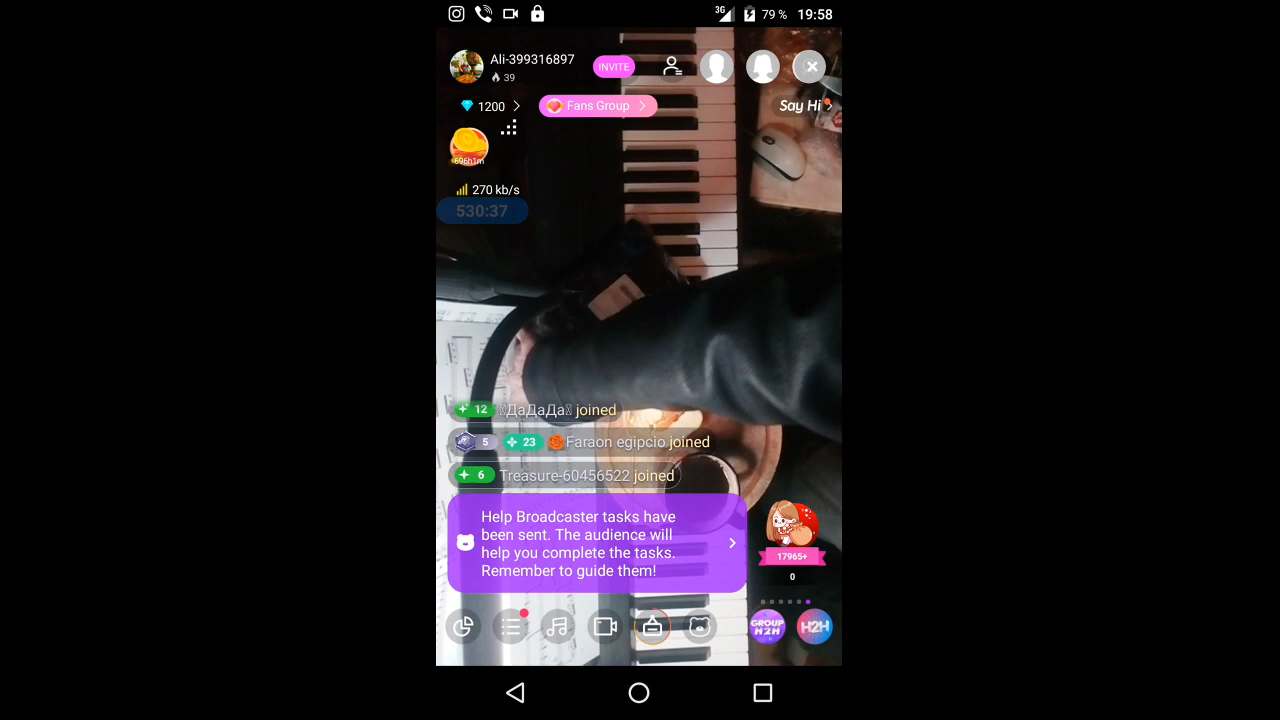 3G
79 %
19:58
Ali-399316897
39
INVITE
1200
Fans Group
Say Hi
696h1m
270 kb/s
530:37
12 ДаДаДа joined
5 23 Faraon egipcio joined
6 Treasure-60456522 joined
Help Broadcaster tasks have
been sent. The audience will
help you complete the tasks.
Remember to guide them!
17965+
0
GROUP
H2H
H2H